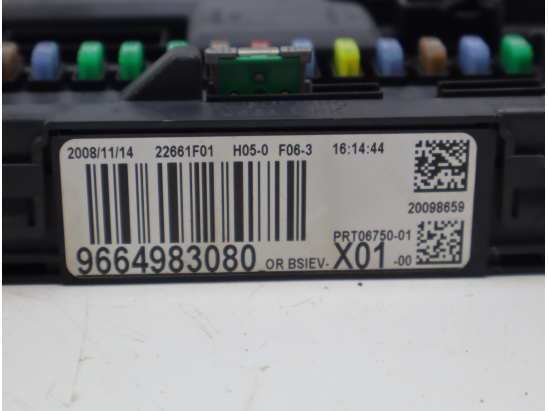 2008/11/14 22661F01 H05-0 F06-3 16:14:44
20098659
PRT06750-01
9664983080 OR BSIEV- X01 -00